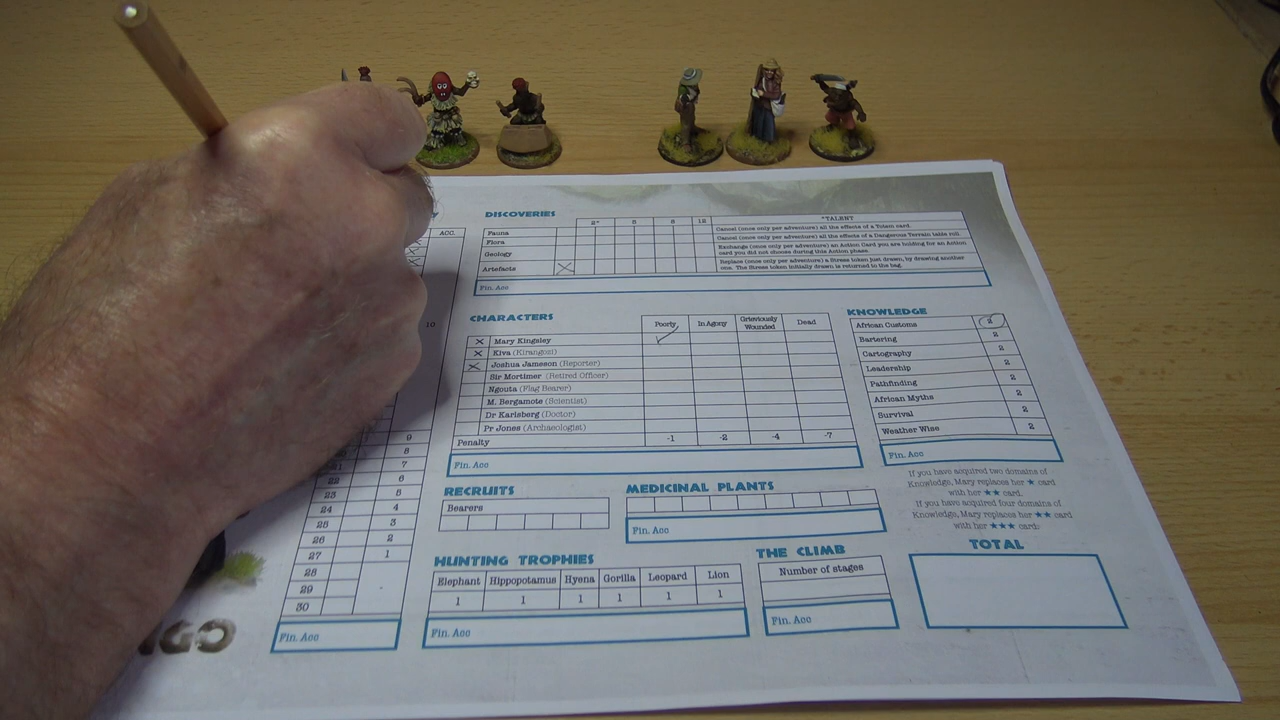 ACC.
10
9
8
21 7
22 6
23 5
24 4
25 3
26 2
27 1
28
29 -
30
Fin. Acc
IGO
DISCOVERIES
2* 5 8 12 *TALENT
Fauna Cancel (once only per adventure) all the effects of a Totem card.
Flora Cancel (once only per adventure) all the effects of a Dangerous Terrain table roll.
Geology Exchange (once only per adventure) an Action Card you are holding for an Action
card you did not choose during this Action phase.
Artefacts Replace (once only per adventure) a Stress token just drawn, by drawing another
one. The Stress token initially drawn is returned to the bag.
Fin. Acc
CHARACTERS
Poorly In Agony Grieviously Wounded Dead
Mary Kingsley
Kiva (Kirangozi)
Joshua Jameson (Reporter)
Sir Mortimer (Retired Officer)
Ngouta (Flag Bearer)
M. Bergamote (Scientist)
Dr Karlsberg (Doctor)
Pr Jones (Archaeologist)
Penalty -1 -2 -4 -7
Fin. Acc
KNOWLEDGE
African Customs 2
Bartering 2
Cartography 2
Leadership 2
Pathfinding 2
African Myths 2
Survival 2
Weather Wise 2
Fin. Acc
If you have acquired two domains of
Knowledge, Mary replaces her ★ card
with her ★★ card.
If you have acquired four domains of
Knowledge, Mary replaces her ★★ card
with her ★★★ card.
RECRUITS
Bearers
MEDICINAL PLANTS
Fin. Acc
HUNTING TROPHIES
Elephant Hippopotamus Hyena Gorilla Leopard Lion
1 1 1 1 1 1
Fin. Acc
THE CLIMB
Number of stages
Fin. Acc
TOTAL